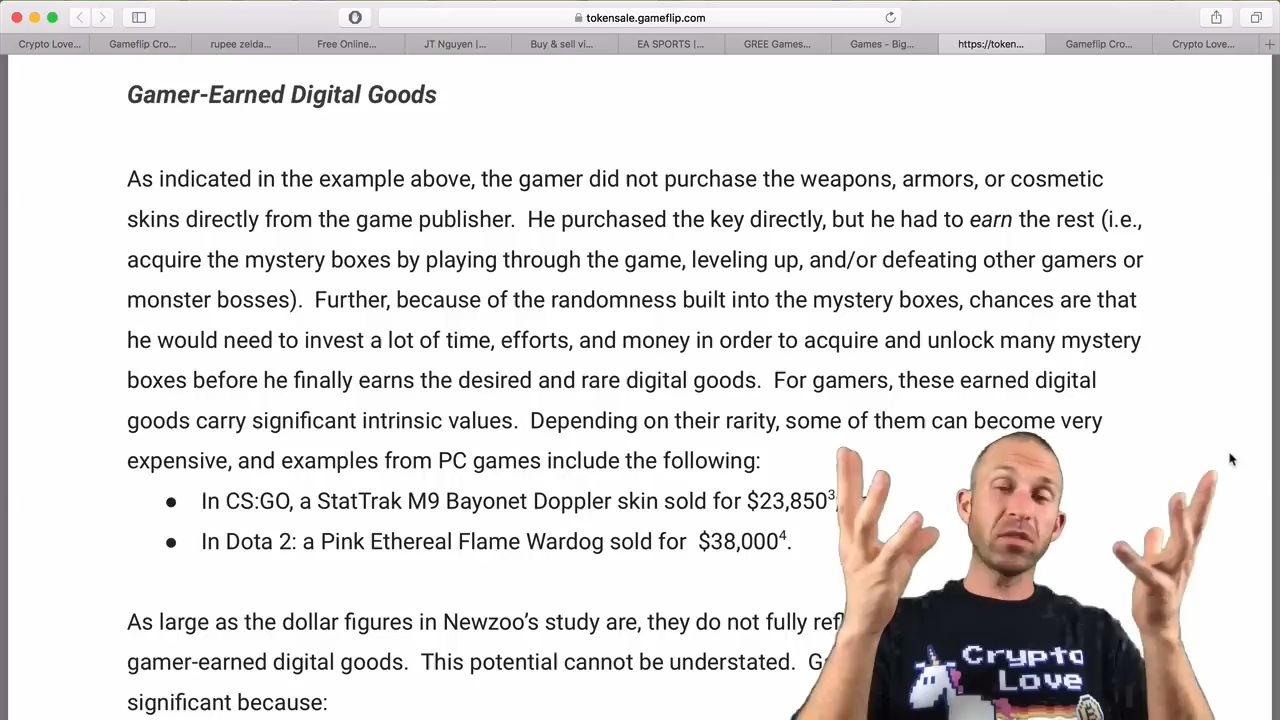 tokensale.gameflip.com
Crypto Love... Gameflip Cro... rupee zelda... Free Online... JT Nguyen |... Buy & sell vi... EA SPORTS |... GREE Games... Games - Big... https://token... Gameflip Cro... Crypto Love...
Gamer-Earned Digital Goods
As indicated in the example above, the gamer did not purchase the weapons, armors, or cosmetic
skins directly from the game publisher. He purchased the key directly, but he had to earn the rest (i.e.,
acquire the mystery boxes by playing through the game, leveling up, and/or defeating other gamers or
monster bosses). Further, because of the randomness built into the mystery boxes, chances are that
he would need to invest a lot of time, efforts, and money in order to acquire and unlock many mystery
boxes before he finally earns the desired and rare digital goods. For gamers, these earned digital
goods carry significant intrinsic values. Depending on their rarity, some of them can become very
expensive, and examples from PC games include the following:
● In CS:GO, a StatTrak M9 Bayonet Doppler skin sold for $23,850³
● In Dota 2: a Pink Ethereal Flame Wardog sold for $38,000⁴.
As large as the dollar figures in Newzoo's study are, they do not fully
gamer-earned digital goods. This potential cannot be understated.
significant because:
Crypto
Love